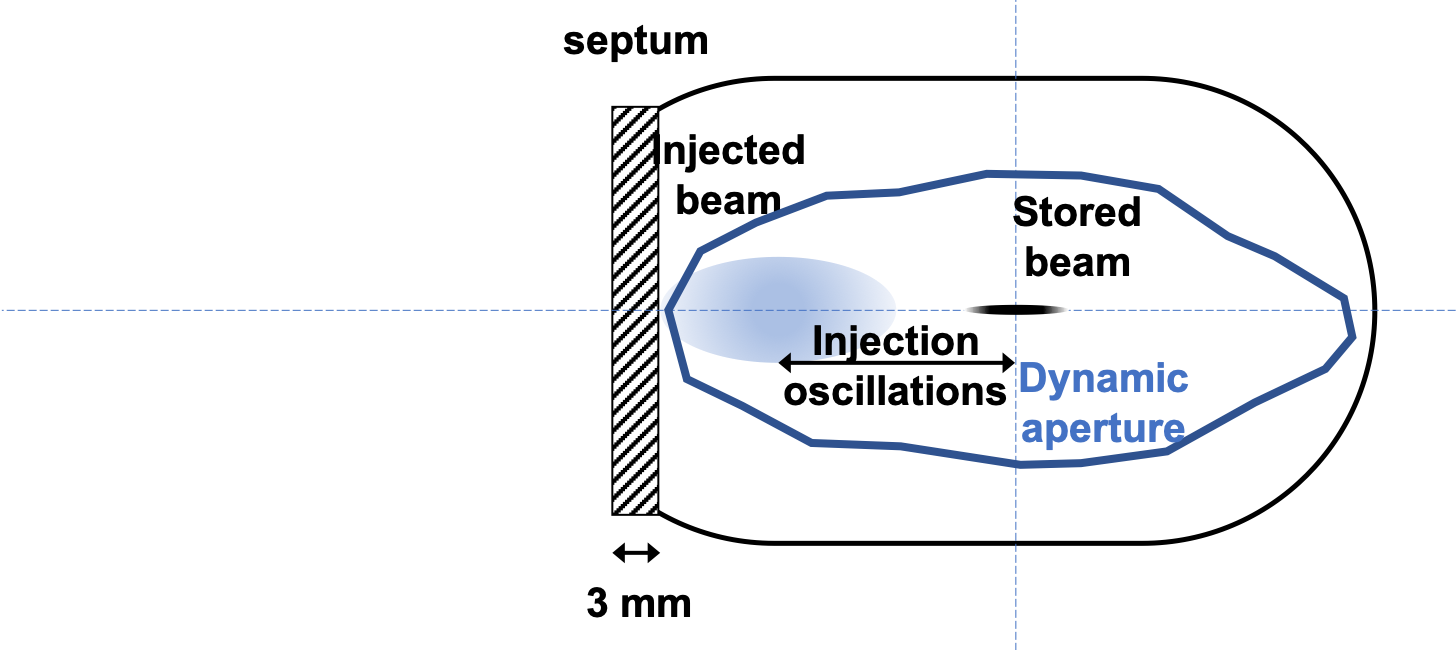 septum
Injected
beam
Stored
beam
Injection
oscillations
Dynamic
aperture
3 mm